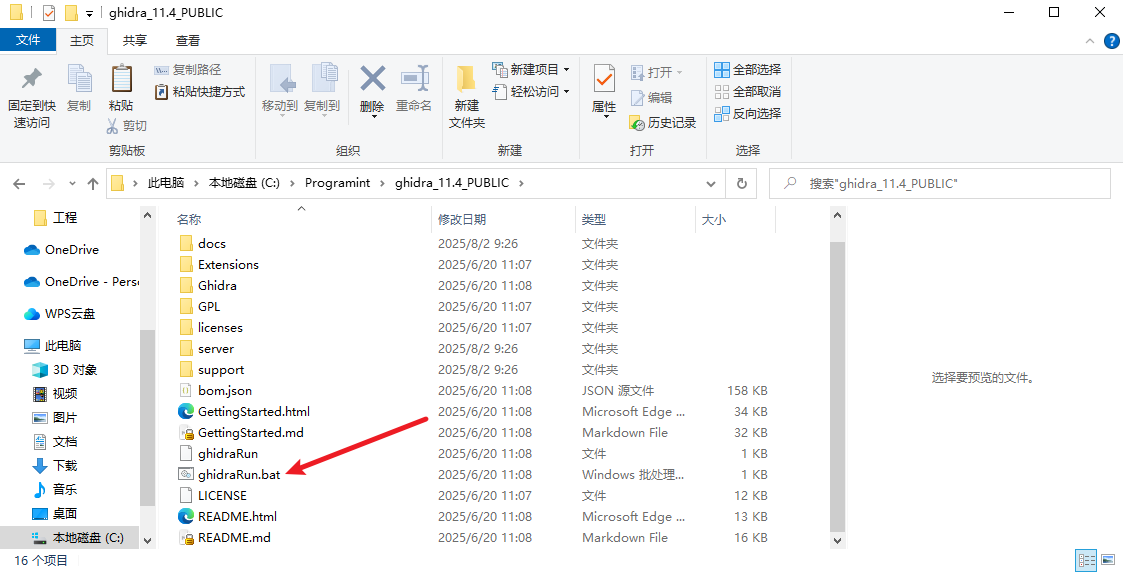 ghidra_11.4_PUBLIC
文件 主页 共享 查看
固定到快速访问
复制
粘贴
复制路径
粘贴快捷方式
剪切
剪贴板
移动到
复制到
删除
重命名
组织
新建文件夹
新建项目
轻松访问
新建
属性
打开
编辑
历史记录
打开
全部选择
全部取消
反向选择
选择
此电脑 › 本地磁盘 (C:) › Programint › ghidra_11.4_PUBLIC ›
搜索"ghidra_11.4_PUBLIC"
工程
OneDrive
OneDrive - Perso
WPS云盘
此电脑
3D 对象
视频
图片
文档
下载
音乐
桌面
本地磁盘 (C:)
名称 修改日期 类型 大小
docs 2025/8/2 9:26 文件夹
Extensions 2025/6/20 11:07 文件夹
Ghidra 2025/6/20 11:08 文件夹
GPL 2025/6/20 11:07 文件夹
licenses 2025/6/20 11:07 文件夹
server 2025/8/2 9:26 文件夹
support 2025/8/2 9:26 文件夹
bom.json 2025/6/20 11:08 JSON 源文件 158 KB
GettingStarted.html 2025/6/20 11:08 Microsoft Edge ... 34 KB
GettingStarted.md 2025/6/20 11:08 Markdown File 32 KB
ghidraRun 2025/6/20 11:08 文件 1 KB
ghidraRun.bat 2025/6/20 11:08 Windows 批处理... 1 KB
LICENSE 2025/6/20 11:07 文件 12 KB
README.html 2025/6/20 11:08 Microsoft Edge ... 13 KB
README.md 2025/6/20 11:08 Markdown File 16 KB
选择要预览的文件。
16 个项目